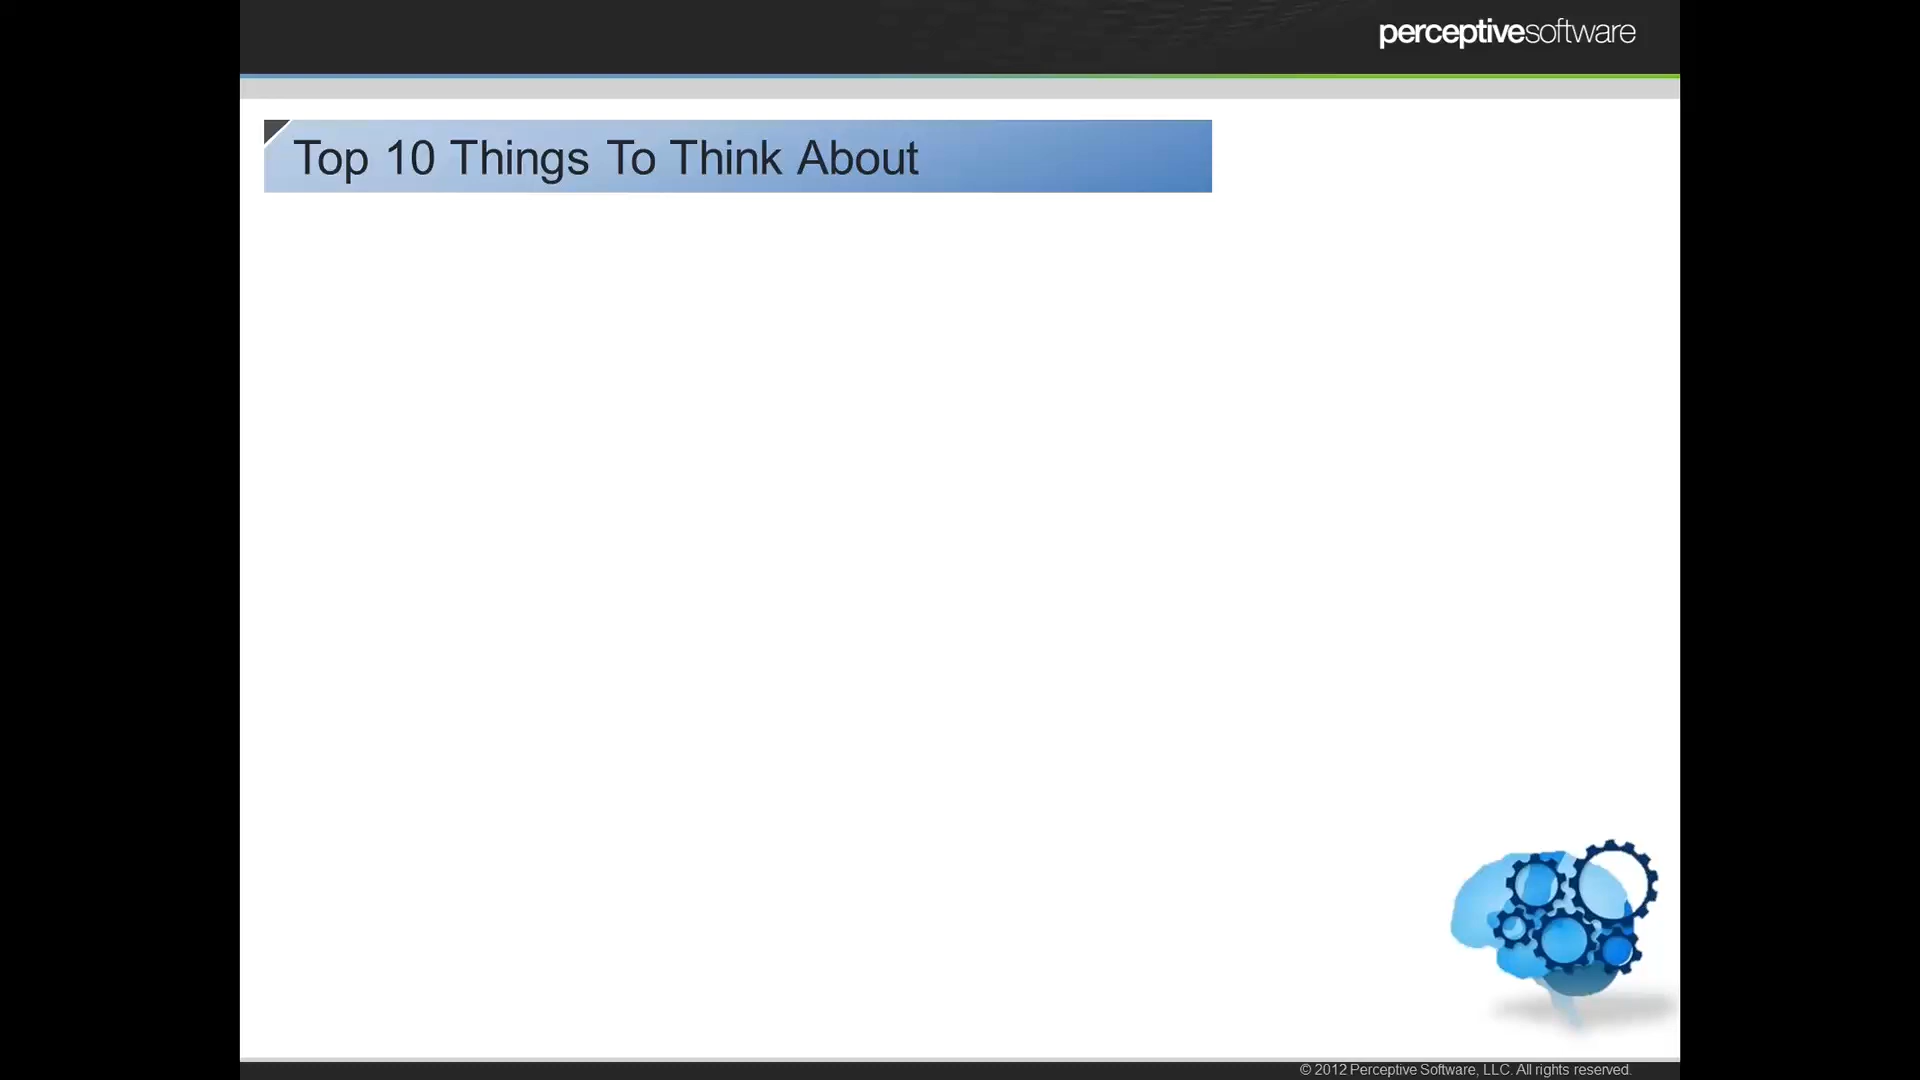 perceptivesoftware
Top 10 Things To Think About
© 2012 Perceptive Software, LLC. All rights reserved.